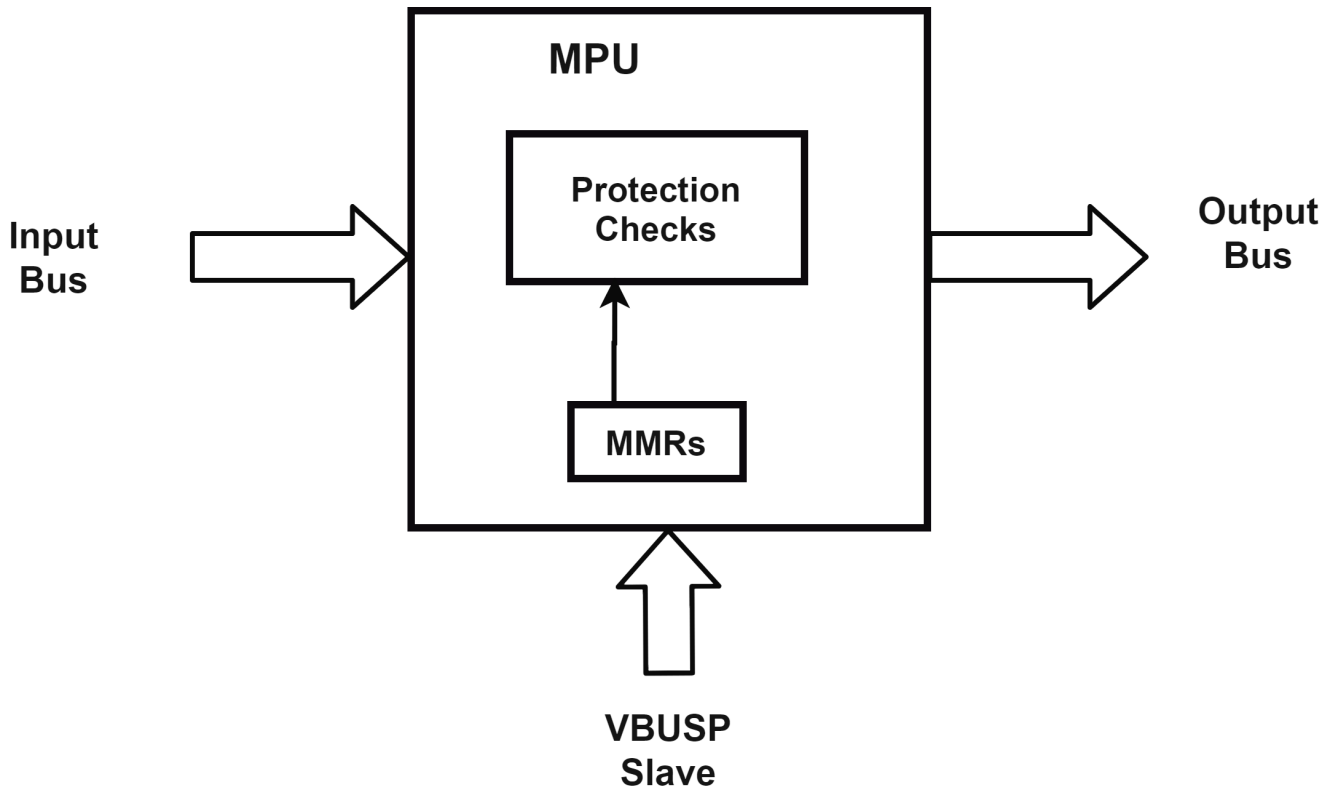 MPU
Protection
Checks
Input
Bus
Output
Bus
MMRs
VBUSP
Slave